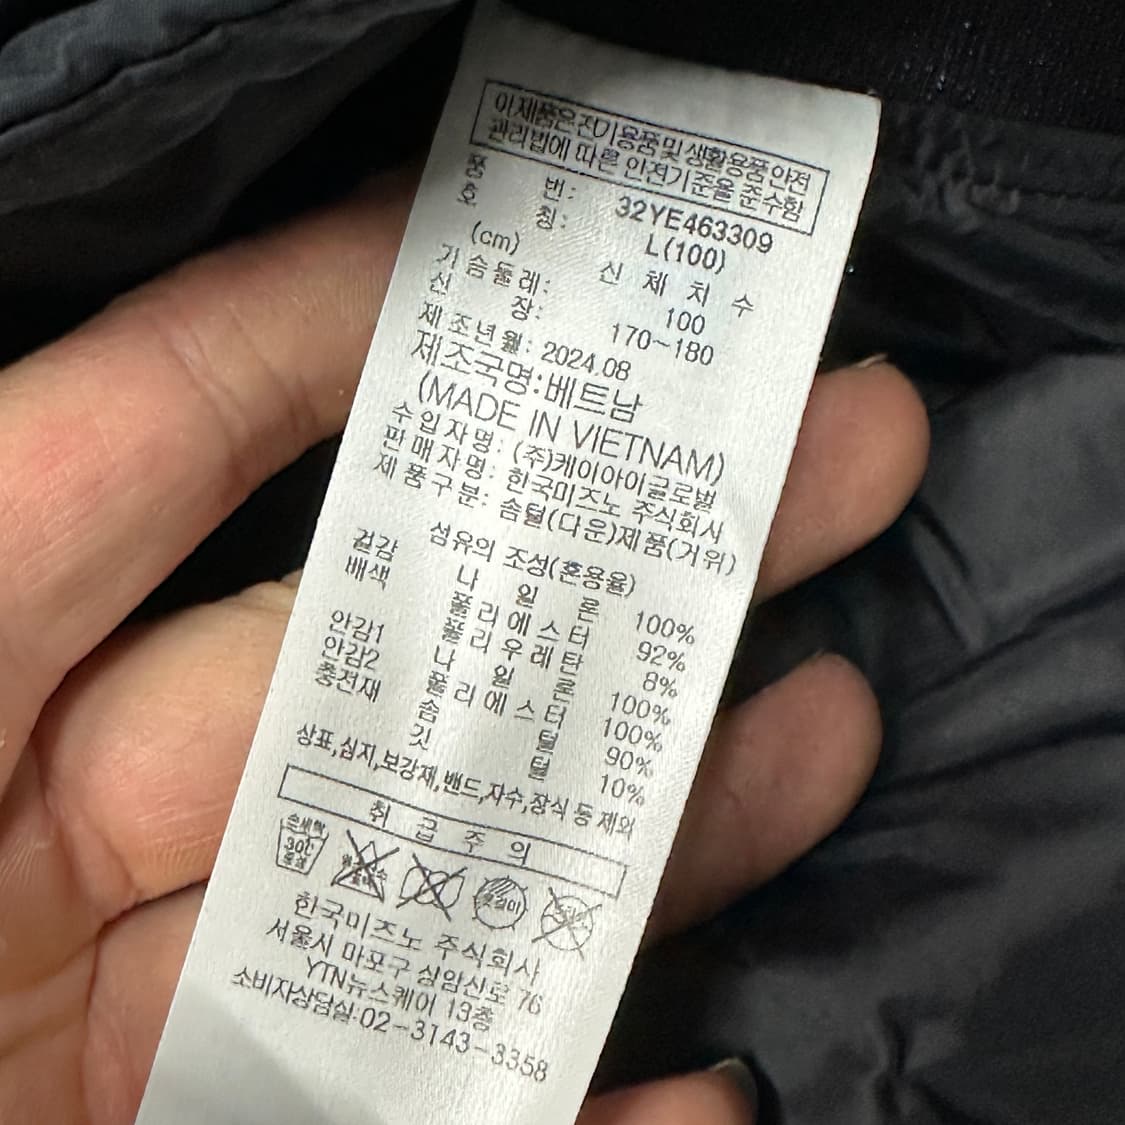 이제품은전기용품및생활용품안전
관리법에 따른 안전기준을 준수함
품 번: 32YE463309
호 칭: L(100)
(cm) 신 체 치 수
가슴둘레: 100
신 장: 170~180
제조년월: 2024.08
제조국명:베트남
(MADE IN VIETNAM)
수입자명: (주)케이아이글로벌
판매자명: 한국미즈노 주식회사
제품구분: 솜털(다운)제품(거위)
섬유의 조성(혼용율)
겉감 나 일 론 100%
배색 폴리에스터 92%
폴리우레탄 8%
안감1 나 일 론 100%
안감2 폴리에스터 100%
충전재 솜 털 90%
깃 털 10%
상표,심지,보강제,밴드,자수,장식 등 제외
취 급 주 의
손세탁
30℃
옷걸이
한국미즈노 주식회사
서울시 마포구 상암산로 76
YTN뉴스퀘어 13층
소비자상담실:02-3143-3358